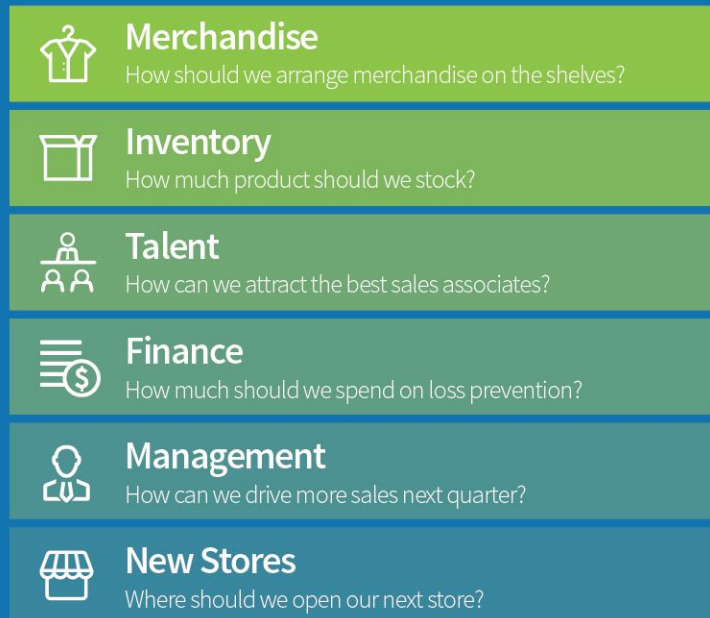 Merchandise
How should we arrange merchandise on the shelves?
Inventory
How much product should we stock?
Talent
How can we attract the best sales associates?
Finance
$
How much should we spend on loss prevention?
Management
How can we drive more sales next quarter?
New Stores
Where should we open our next store?